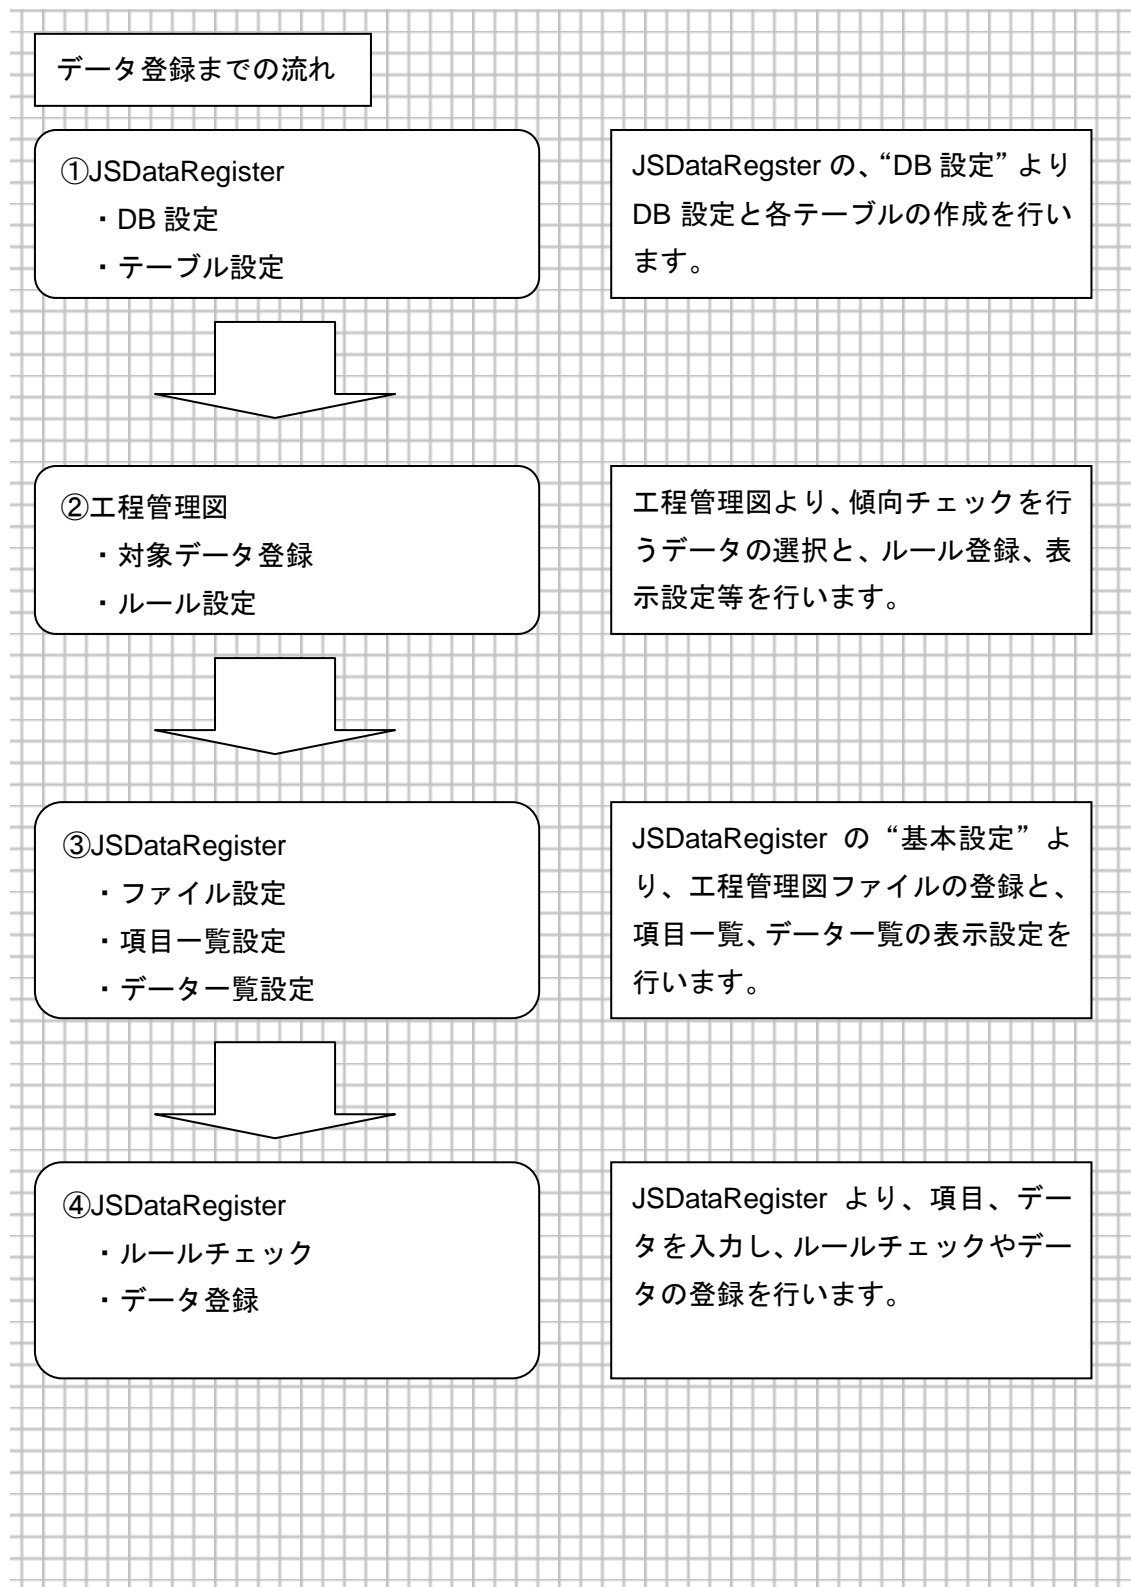 データ登録までの流れ
①JSDataRegister
・DB 設定
・テーブル設定
JSDataRegster の、“DB 設定”より
DB 設定と各テーブルの作成を行い
ます。
②工程管理図
・対象データ登録
・ルール設定
工程管理図より、傾向チェックを行
うデータの選択と、ルール登録、表
示設定等を行います。
③JSDataRegister
・ファイル設定
・項目一覧設定
・データ一覧設定
JSDataRegister の “基本設定” よ
り、工程管理図ファイルの登録と、
項目一覧、データ一覧の表示設定を
行います。
④JSDataRegister
・ルールチェック
・データ登録
JSDataRegister より、項目、デー
タを入力し、ルールチェックやデー
タの登録を行います。